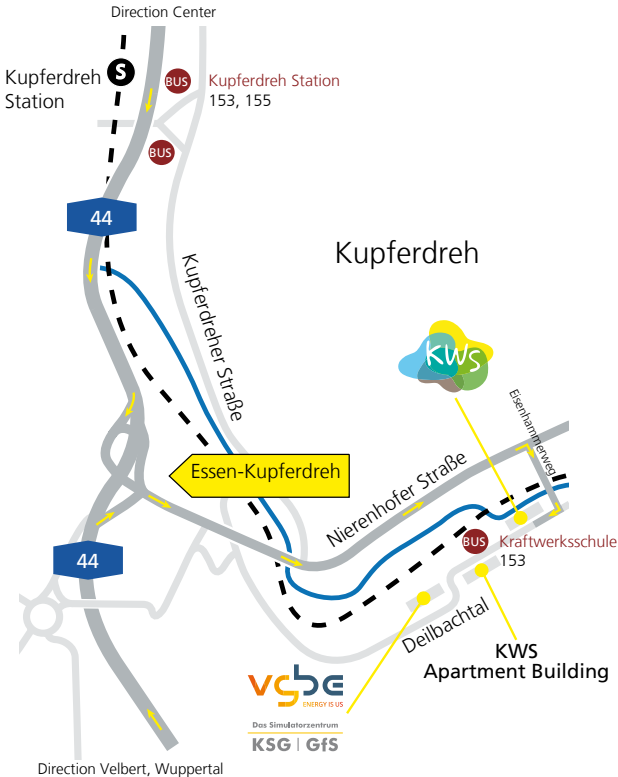 Direction Center
Kupferdreh
Station
S
BUS
Kupferdreh Station
153, 155
BUS
44
Kupferdreh
Kupferdreher Straße
KWS
Eisenhammerweg
Essen-Kupferdreh
Nierenhofer Straße
BUS
Kraftwerksschule
153
44
Deilbachtal
KWS
Apartment Building
vgbe
ENERGY IS US
Das Simulatorzentrum
KSG | GfS
Direction Velbert, Wuppertal